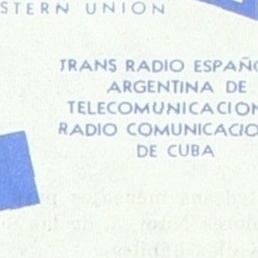 STERN UNION
TRANS RADIO ESPAÑO
ARGENTINA DE
TELECOMUNICACION
RADIO COMUNICACIO
DE CUBA